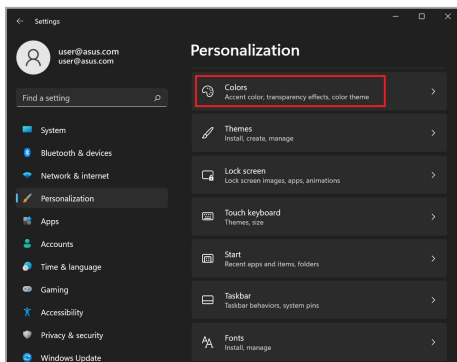 Settings
user@asus.com
user@asus.com
Find a setting
System
Bluetooth & devices
Network & internet
Personalization
Apps
Accounts
Time & language
Gaming
Accessibility
Privacy & security
Windows Update
Personalization
Colors
Accent color, transparency effects, color theme
Themes
Install, create, manage
Lock screen
Lock screen images, apps, animations
Touch keyboard
Themes, size
Start
Recent apps and items, folders
Taskbar
Taskbar behaviors, system pins
Fonts
Install, manage